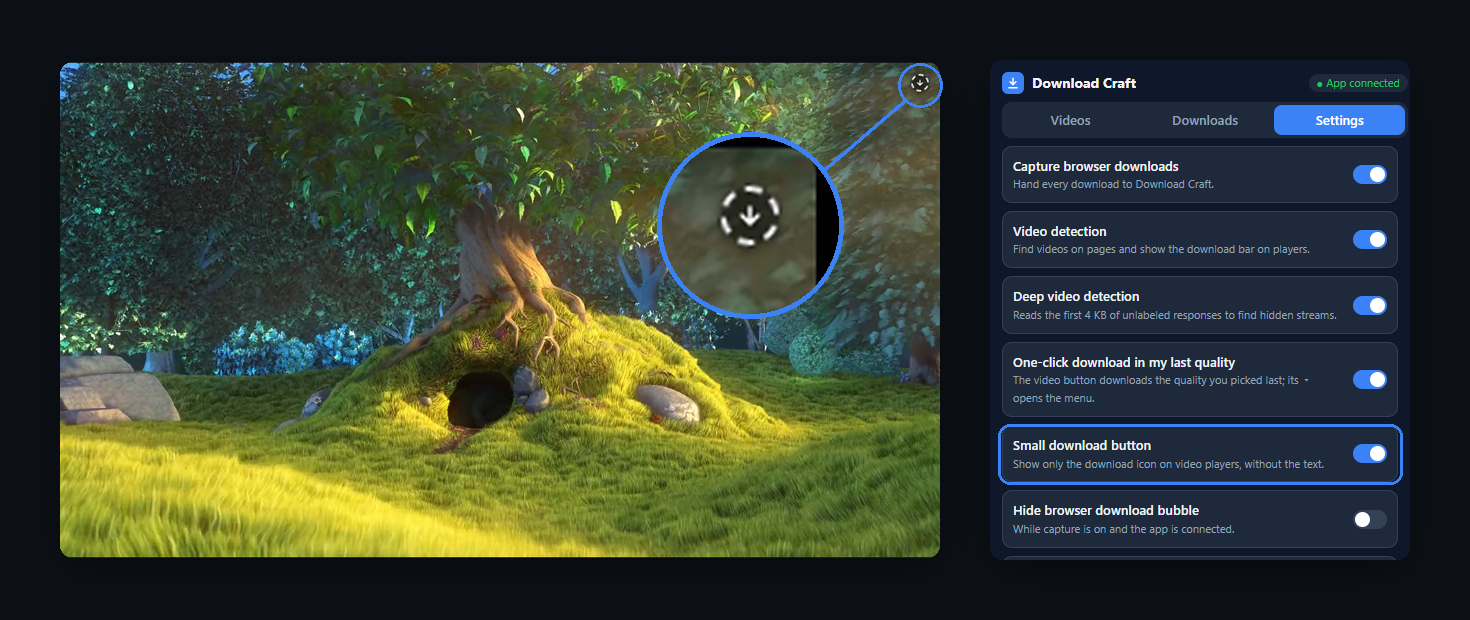 Download Craft
● App connected
Videos
Downloads
Settings
Capture browser downloads
Hand every download to Download Craft.
Video detection
Find videos on pages and show the download bar on players.
Deep video detection
Reads the first 4 KB of unlabeled responses to find hidden streams.
One-click download in my last quality
The video button downloads the quality you picked last; its ▾
opens the menu.
Small download button
Show only the download icon on video players, without the text.
Hide browser download bubble
While capture is on and the app is connected.